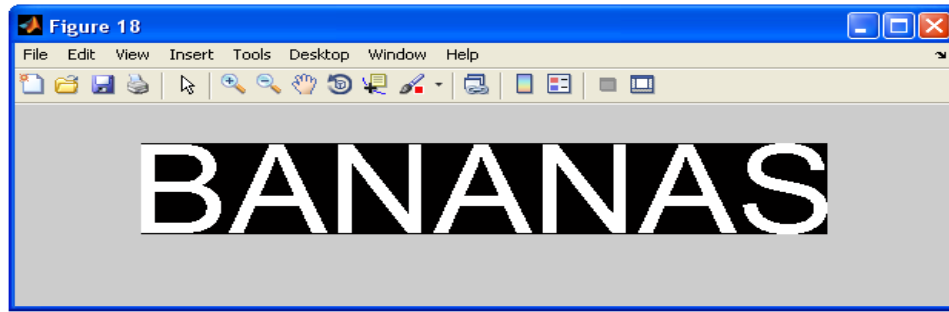 Figure 18
File Edit View Insert Tools Desktop Window Help
BANANAS